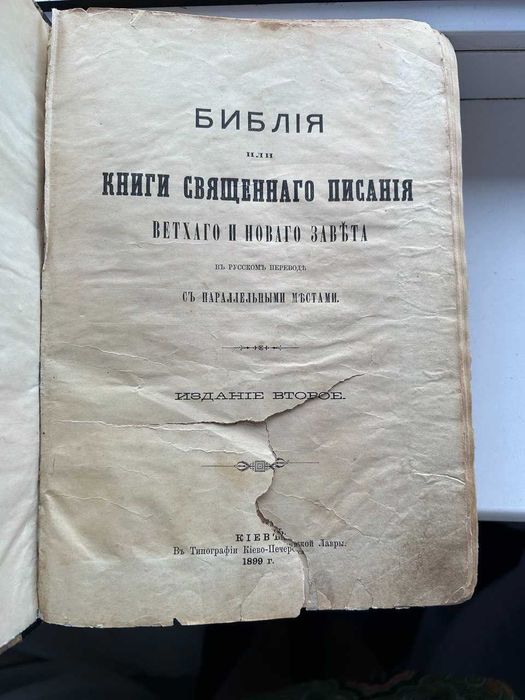 БИБЛІЯ
или
КНИГИ СВЯЩЕННАГО ПИСАНІЯ
ВЕТХАГО И НОВАГО ЗАВѢТА
ВЪ РУССКОМЪ ПЕРЕВОДѢ
СЪ ПАРАЛЛЕЛЬНЫМИ МѢСТАМИ.
ИЗДАНІЕ ВТОРОЕ.
КІЕВЪ
Въ Типографіи Кіево-Печерской Лавры.
1899 г.